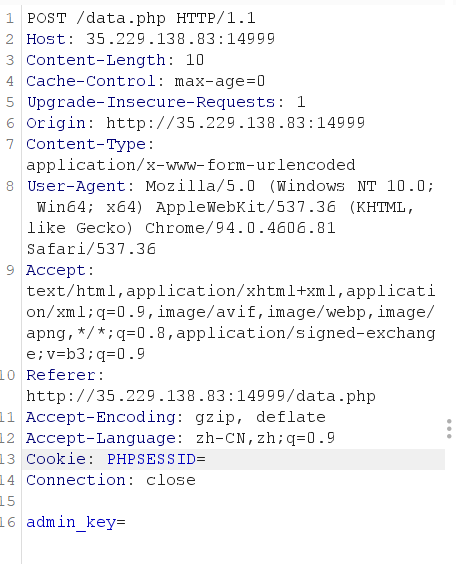 1 POST /data.php HTTP/1.1
2 Host: 35.229.138.83:14999
3 Content-Length: 10
4 Cache-Control: max-age=0
5 Upgrade-Insecure-Requests: 1
6 Origin: http://35.229.138.83:14999
7 Content-Type:
application/x-www-form-urlencoded
8 User-Agent: Mozilla/5.0 (Windows NT 10.0;
Win64; x64) AppleWebKit/537.36 (KHTML,
like Gecko) Chrome/94.0.4606.81
Safari/537.36
9 Accept:
text/html,application/xhtml+xml,applicati
on/xml;q=0.9,image/avif,image/webp,image/
apng,*/*;q=0.8,application/signed-exchang
e;v=b3;q=0.9
10 Referer:
http://35.229.138.83:14999/data.php
11 Accept-Encoding: gzip, deflate
12 Accept-Language: zh-CN,zh;q=0.9
13 Cookie: PHPSESSID=
14 Connection: close
15
16 admin_key=